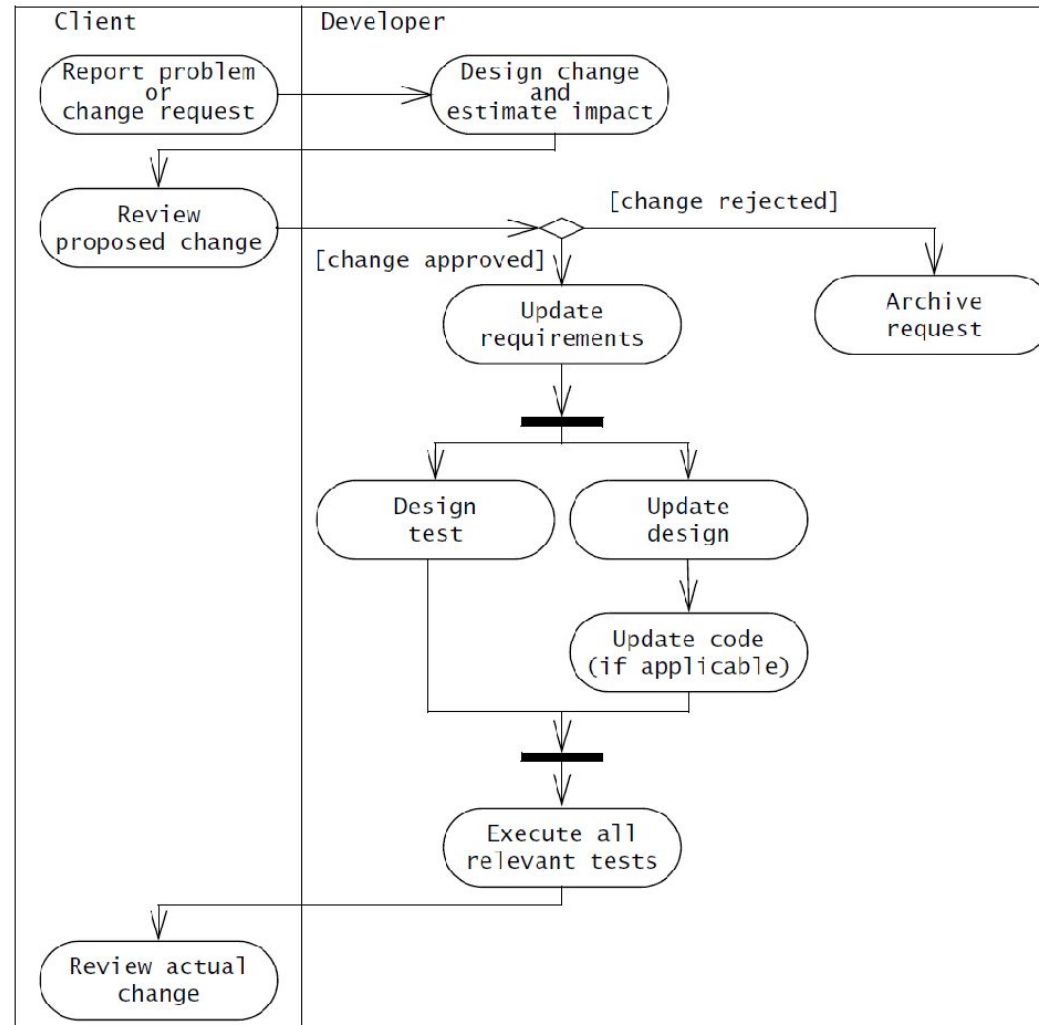 Client
Developer
Report problem
or
change request
Design change
and
estimate impact
Review
proposed change
[change rejected]
[change approved]
Update
requirements
Archive
request
Design
test
Update
design
Update code
(if applicable)
Execute all
relevant tests
Review actual
change